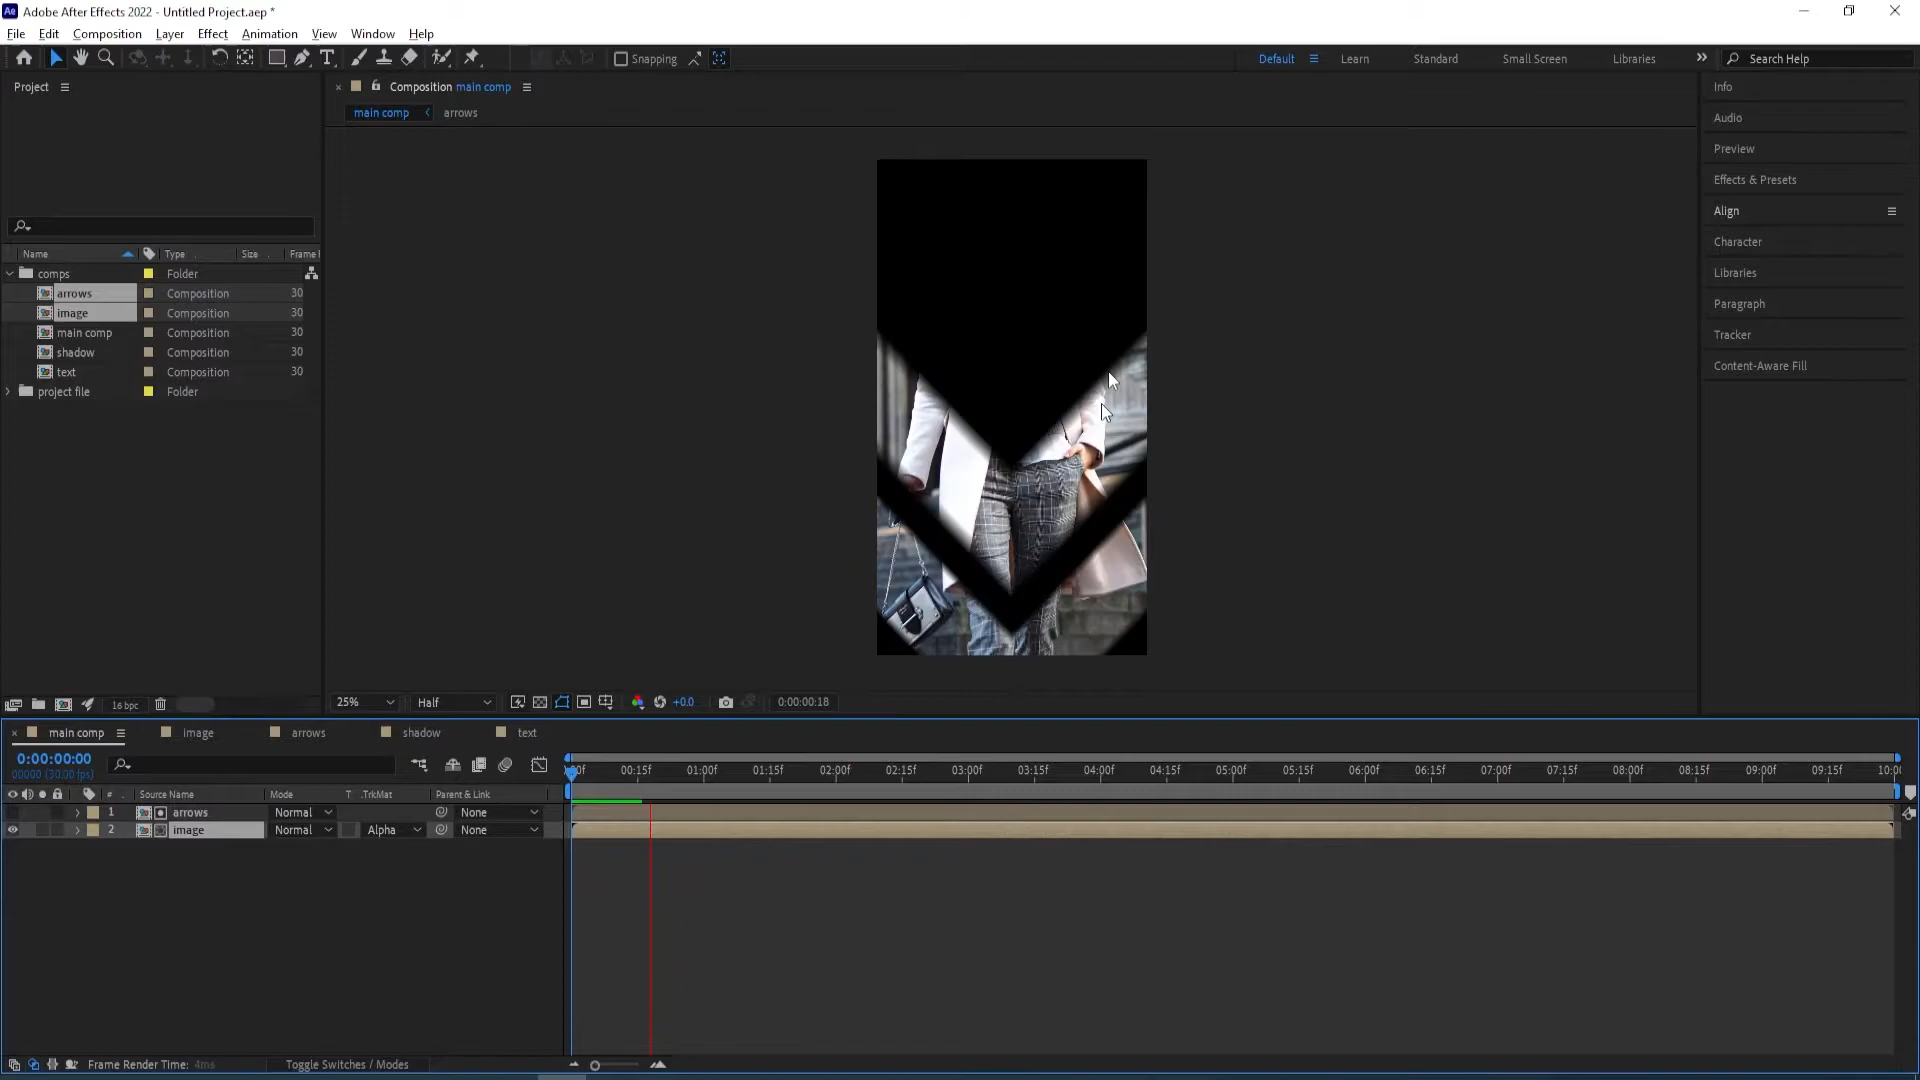 Ae Adobe After Effects 2022 - Untitled Project.aep *
File Edit Composition Layer Effect Animation View Window Help
Snapping Default Learn Standard Small Screen Libraries Search Help
Project
Composition main comp
main comp arrows
Name Type Size Frame
comps Folder
arrows Composition 30
image Composition 30
main comp Composition 30
shadow Composition 30
text Composition 30
project file Folder
16 bpc
25% Half +0.0 0:00:00:18
Info
Audio
Preview
Effects & Presets
Align
Character
Libraries
Paragraph
Tracker
Content-Aware Fill
main comp image arrows shadow text
0:00:00:00
00000 (30.00 fps)
00:15f 01:00f 01:15f 02:00f 02:15f 03:00f 03:15f 04:00f 04:15f 05:00f 05:15f 06:00f 06:15f 07:00f 07:15f 08:00f 08:15f 09:00f 09:15f
# Source Name Mode T .TrkMat Parent & Link
1 arrows Normal None
2 image Normal Alpha None
Frame Render Time: 4ms Toggle Switches / Modes